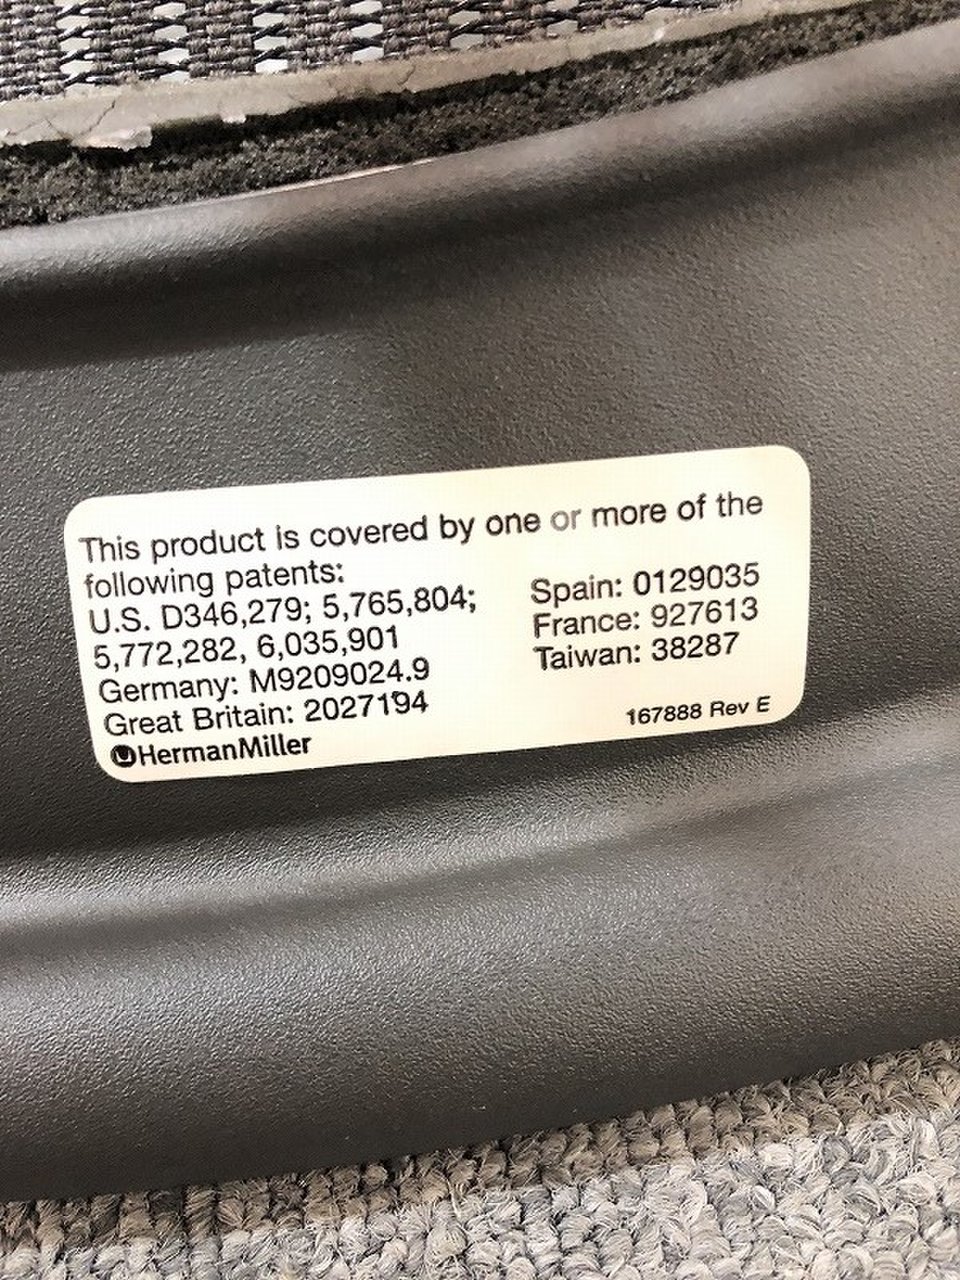 This product is covered by one or more of the
following patents:
U.S. D346,279; 5,765,804;
5,772,282, 6,035,901
Germany: M9209024.9
Great Britain: 2027194
HermanMiller
Spain: 0129035
France: 927613
Taiwan: 38287
167888 Rev E